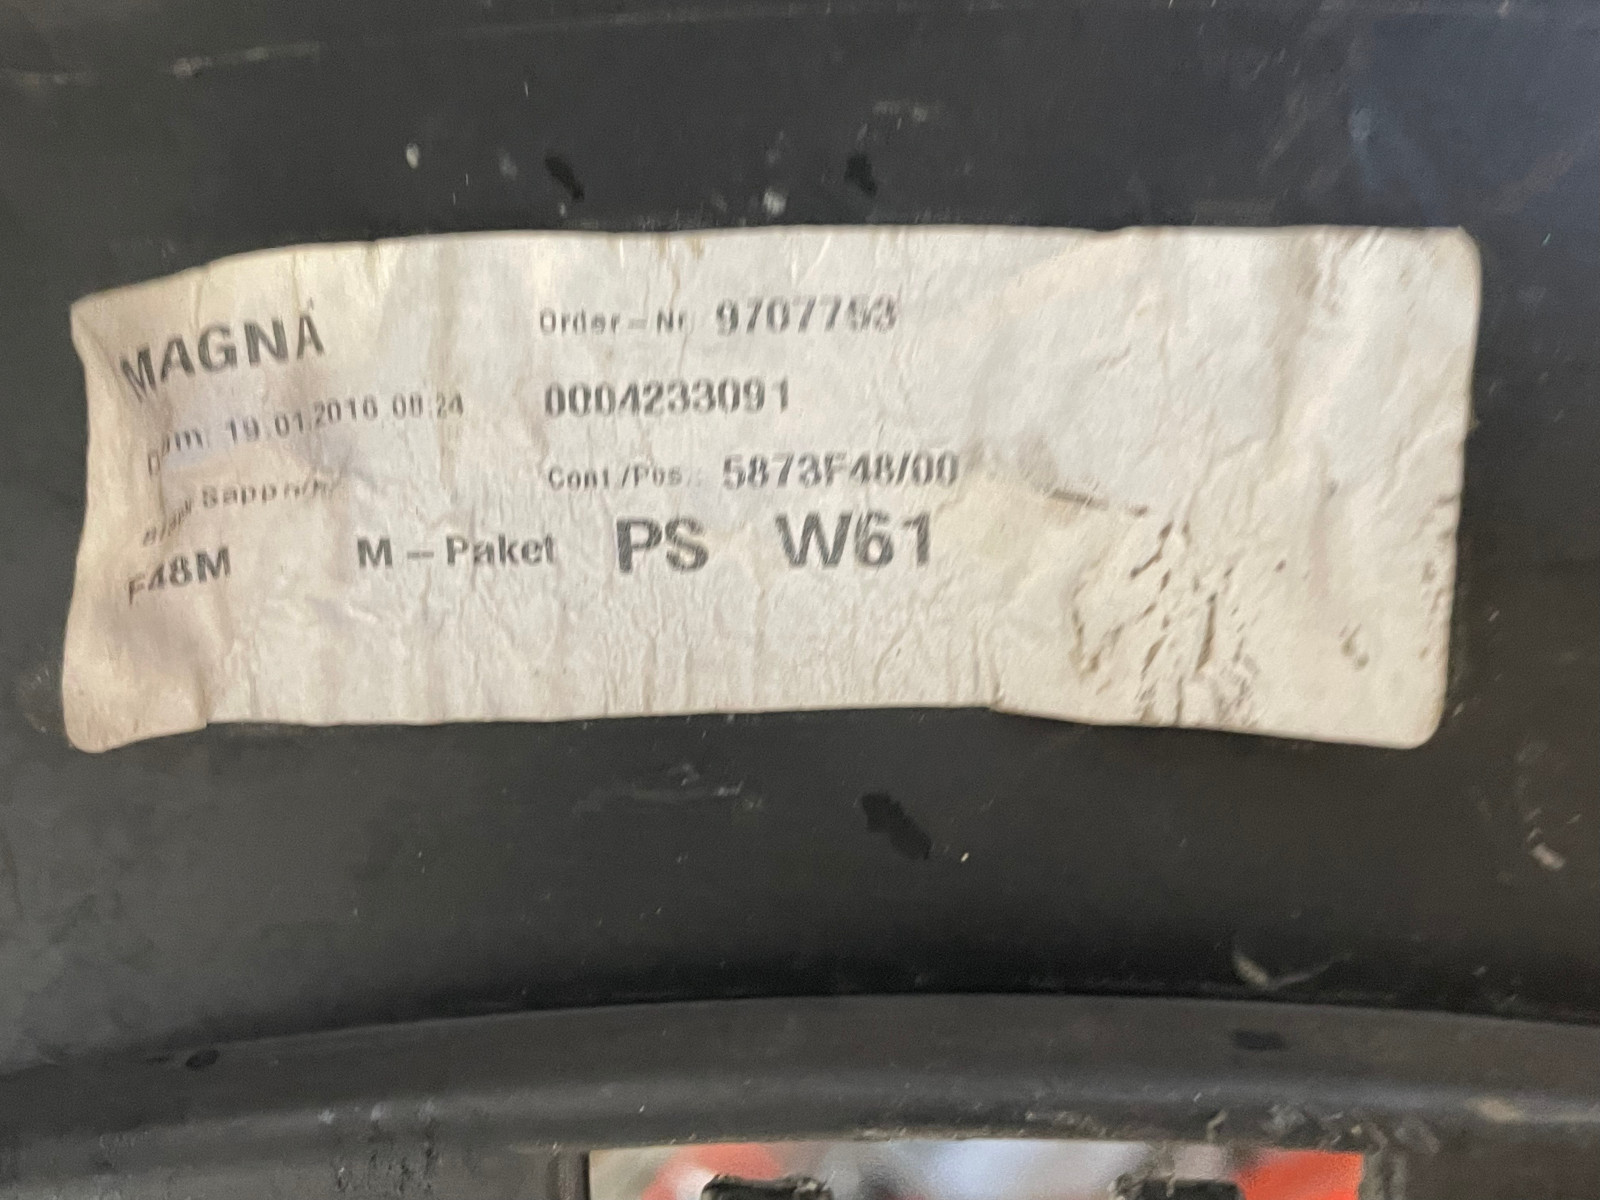 MAGNA
Order-Nr. 9707753
19.01.2016 08:24
0004233091
Cont./Pos.: 5873F48/00
F48M M-Paket PS W61